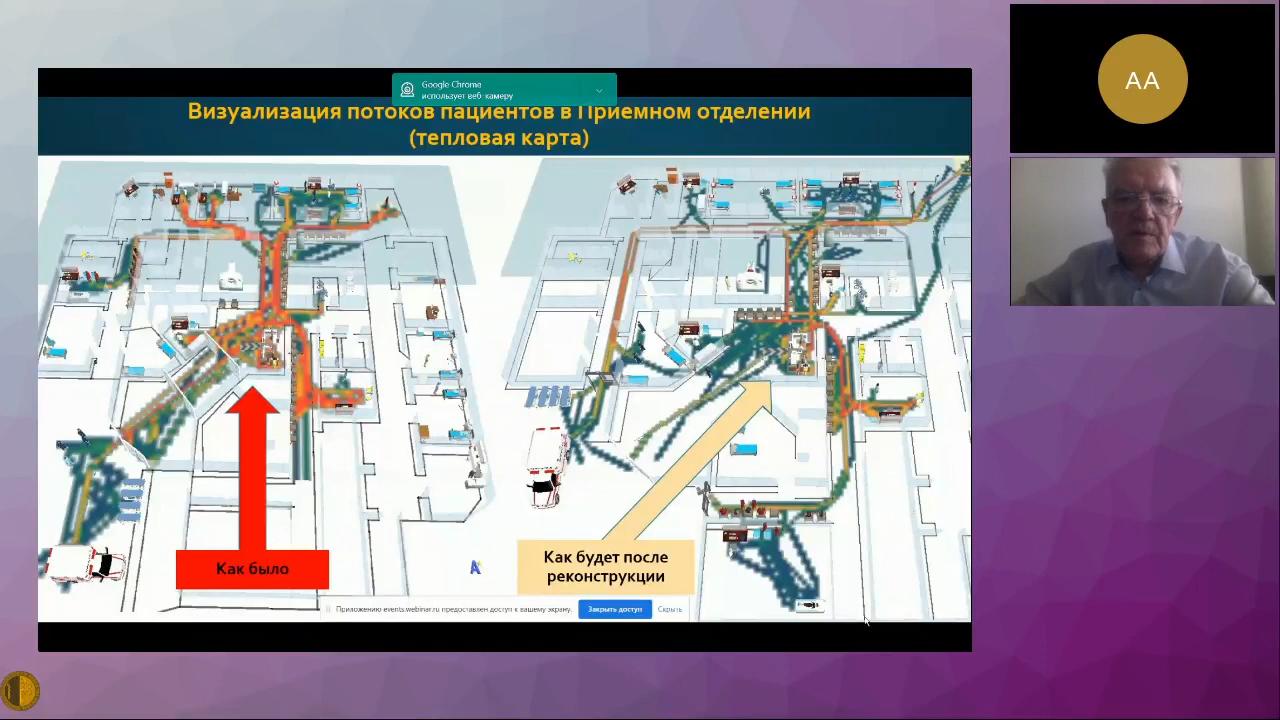 Google Chrome
использует веб-камеру
Визуализация потоков пациентов в Приемном отделении
(тепловая карта)
АА
Как было
Как будет после
реконструкции
Приложению events.webinar.ru предоставлен доступ к вашему экрану.
Закрыть доступ
Скрыть